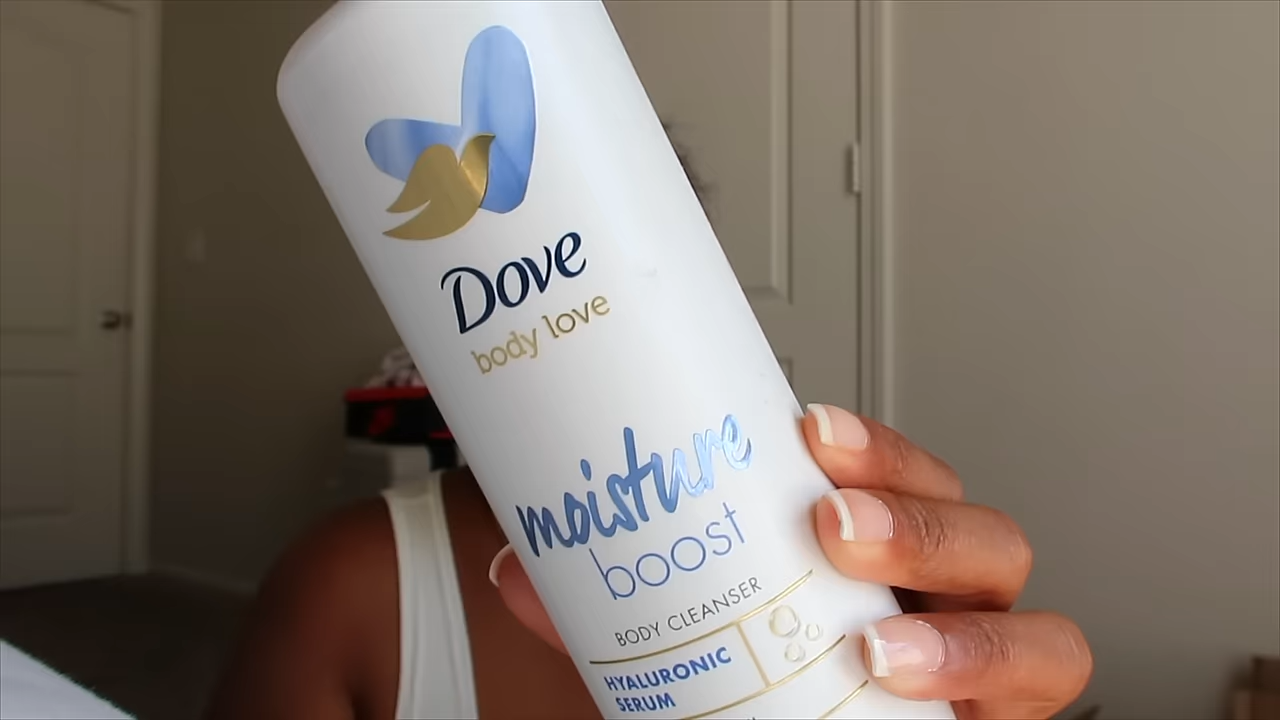 Dove
body love
moisture
boost
BODY CLEANSER
HYALURONIC
SERUM